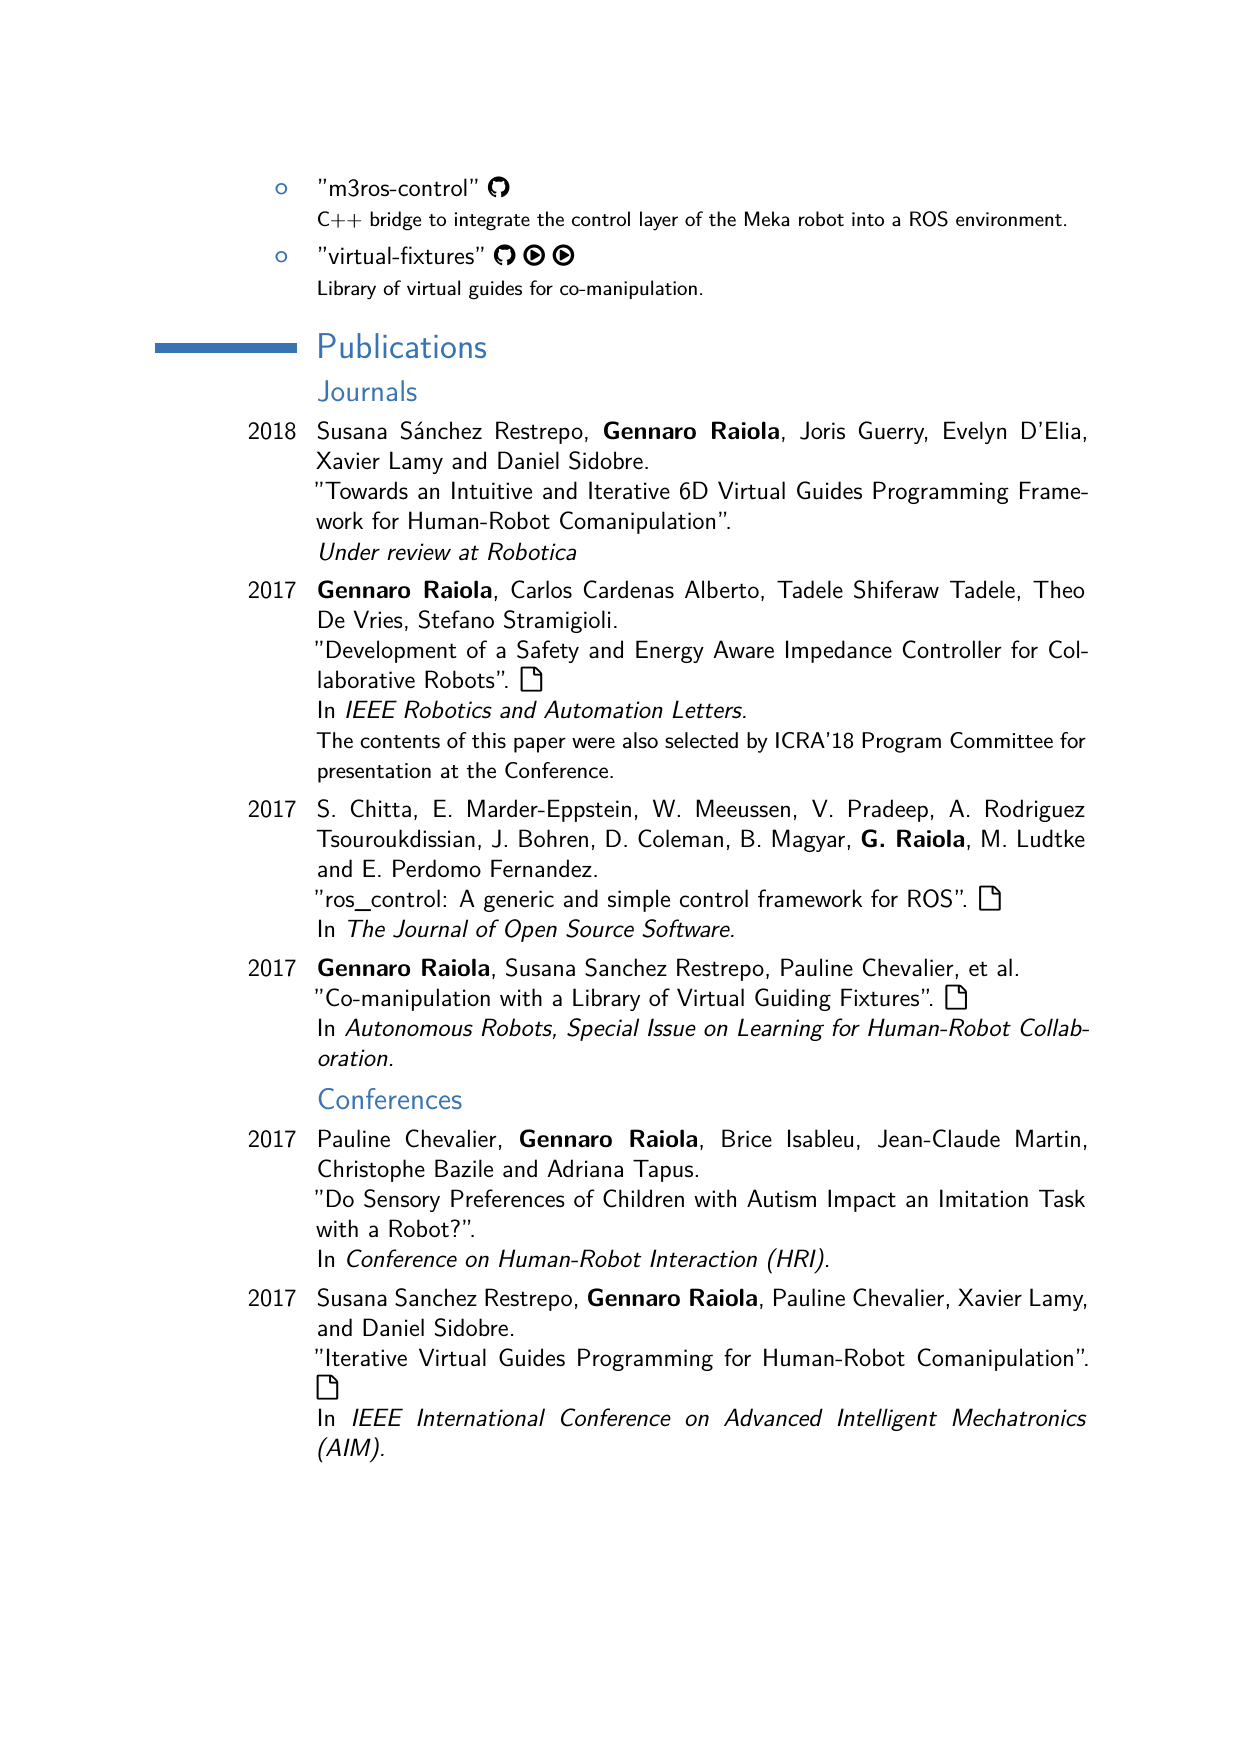 "m3ros-control"
C++ bridge to integrate the control layer of the Meka robot into a ROS environment.
"virtual-fixtures"
Library of virtual guides for co-manipulation.
Publications
Journals
2018 Susana Sánchez Restrepo, Gennaro Raiola, Joris Guerry, Evelyn D'Elia,
Xavier Lamy and Daniel Sidobre.
"Towards an Intuitive and Iterative 6D Virtual Guides Programming Frame-
work for Human-Robot Comanipulation".
Under review at Robotica
2017 Gennaro Raiola, Carlos Cardenas Alberto, Tadele Shiferaw Tadele, Theo
De Vries, Stefano Stramigioli.
"Development of a Safety and Energy Aware Impedance Controller for Col-
laborative Robots".
In IEEE Robotics and Automation Letters.
The contents of this paper were also selected by ICRA'18 Program Committee for
presentation at the Conference.
2017 S. Chitta, E. Marder-Eppstein, W. Meeussen, V. Pradeep, A. Rodriguez
Tsouroukdissian, J. Bohren, D. Coleman, B. Magyar, G. Raiola, M. Ludtke
and E. Perdomo Fernandez.
"ros_control: A generic and simple control framework for ROS".
In The Journal of Open Source Software.
2017 Gennaro Raiola, Susana Sanchez Restrepo, Pauline Chevalier, et al.
"Co-manipulation with a Library of Virtual Guiding Fixtures".
In Autonomous Robots, Special Issue on Learning for Human-Robot Collab-
oration.
Conferences
2017 Pauline Chevalier, Gennaro Raiola, Brice Isableu, Jean-Claude Martin,
Christophe Bazile and Adriana Tapus.
"Do Sensory Preferences of Children with Autism Impact an Imitation Task
with a Robot?".
In Conference on Human-Robot Interaction (HRI).
2017 Susana Sanchez Restrepo, Gennaro Raiola, Pauline Chevalier, Xavier Lamy,
and Daniel Sidobre.
"Iterative Virtual Guides Programming for Human-Robot Comanipulation".
In IEEE International Conference on Advanced Intelligent Mechatronics
(AIM).